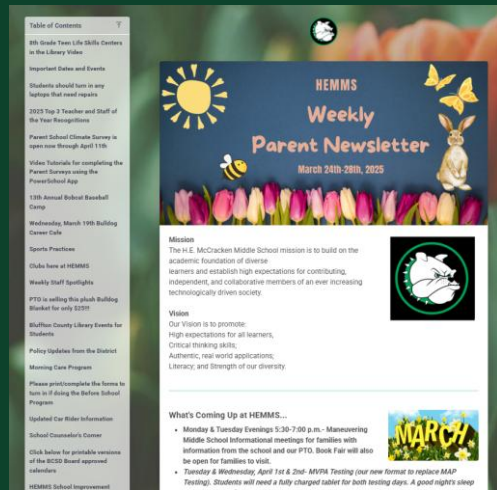 Table of Contents
8th Grade Teen Life Skills Centers
in the Library Video
Important Dates and Events
Students should turn in any
laptops that need repairs
2025 Top 3 Teacher and Staff of
the Year Recognitions
Parent School Climate Survey is
open now through April 11th
Video Tutorials for completing the
Parent Surveys using the
PowerSchool App
13th Annual Bobcat Baseball
Camp
Wednesday, March 19th Bulldog
Career Cafe
Sports Practices
Clubs here at HEMMS
Weekly Staff Spotlights
PTO is selling this plush Bulldog
Blanket for only $25!!!
Bluffton County Library Events for
Students
Policy Updates from the District
Morning Care Program
Please print/complete the forms to
turn in if doing the Before School
Program
Updated Car Rider Information
School Counselor's Corner
Click below for printable versions
of the BCSD Board approved
calendars
HEMMS School Improvement
HEMMS
Weekly
Parent Newsletter
March 24th-28th, 2025
Mission
The H.E. McCracken Middle School mission is to build on the
academic foundation of diverse
learners and establish high expectations for contributing,
independent, and collaborative members of an ever increasing
technologically driven society.
Vision
Our Vision is to promote:
High expectations for all learners,
Critical thinking skills;
Authentic, real world applications;
Literacy; and Strength of our diversity.
What's Coming Up at HEMMS...
• Monday & Tuesday Evenings 5:30-7:00 p.m.- Maneuvering
Middle School Informational meetings for families with
information from the school and our PTO. Book Fair will also
be open for families to visit.
MARCH
• Tuesday & Wednesday, April 1st & 2nd- MVPA Testing (our new format to replace MAP
Testing). Students will need a fully charged tablet for both testing days. A good night's sleep